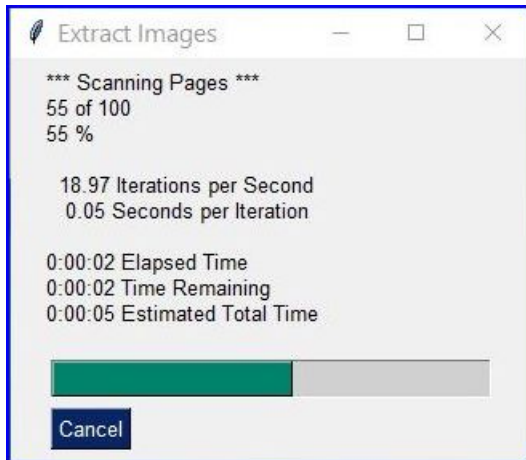 Extract Images
*** Scanning Pages ***
55 of 100
55 %
18.97 Iterations per Second
0.05 Seconds per Iteration
0:00:02 Elapsed Time
0:00:02 Time Remaining
0:00:05 Estimated Total Time
Cancel